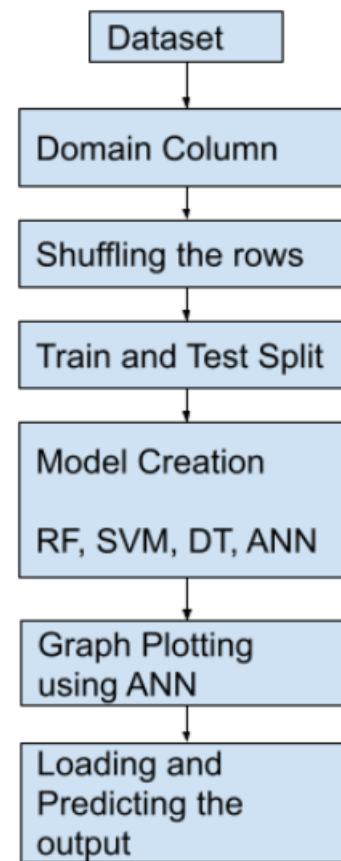 Dataset
Domain Column
Shuffling the rows
Train and Test Split
Model Creation
RF, SVM, DT, ANN
Graph Plotting
using ANN
Loading and
Predicting the
output